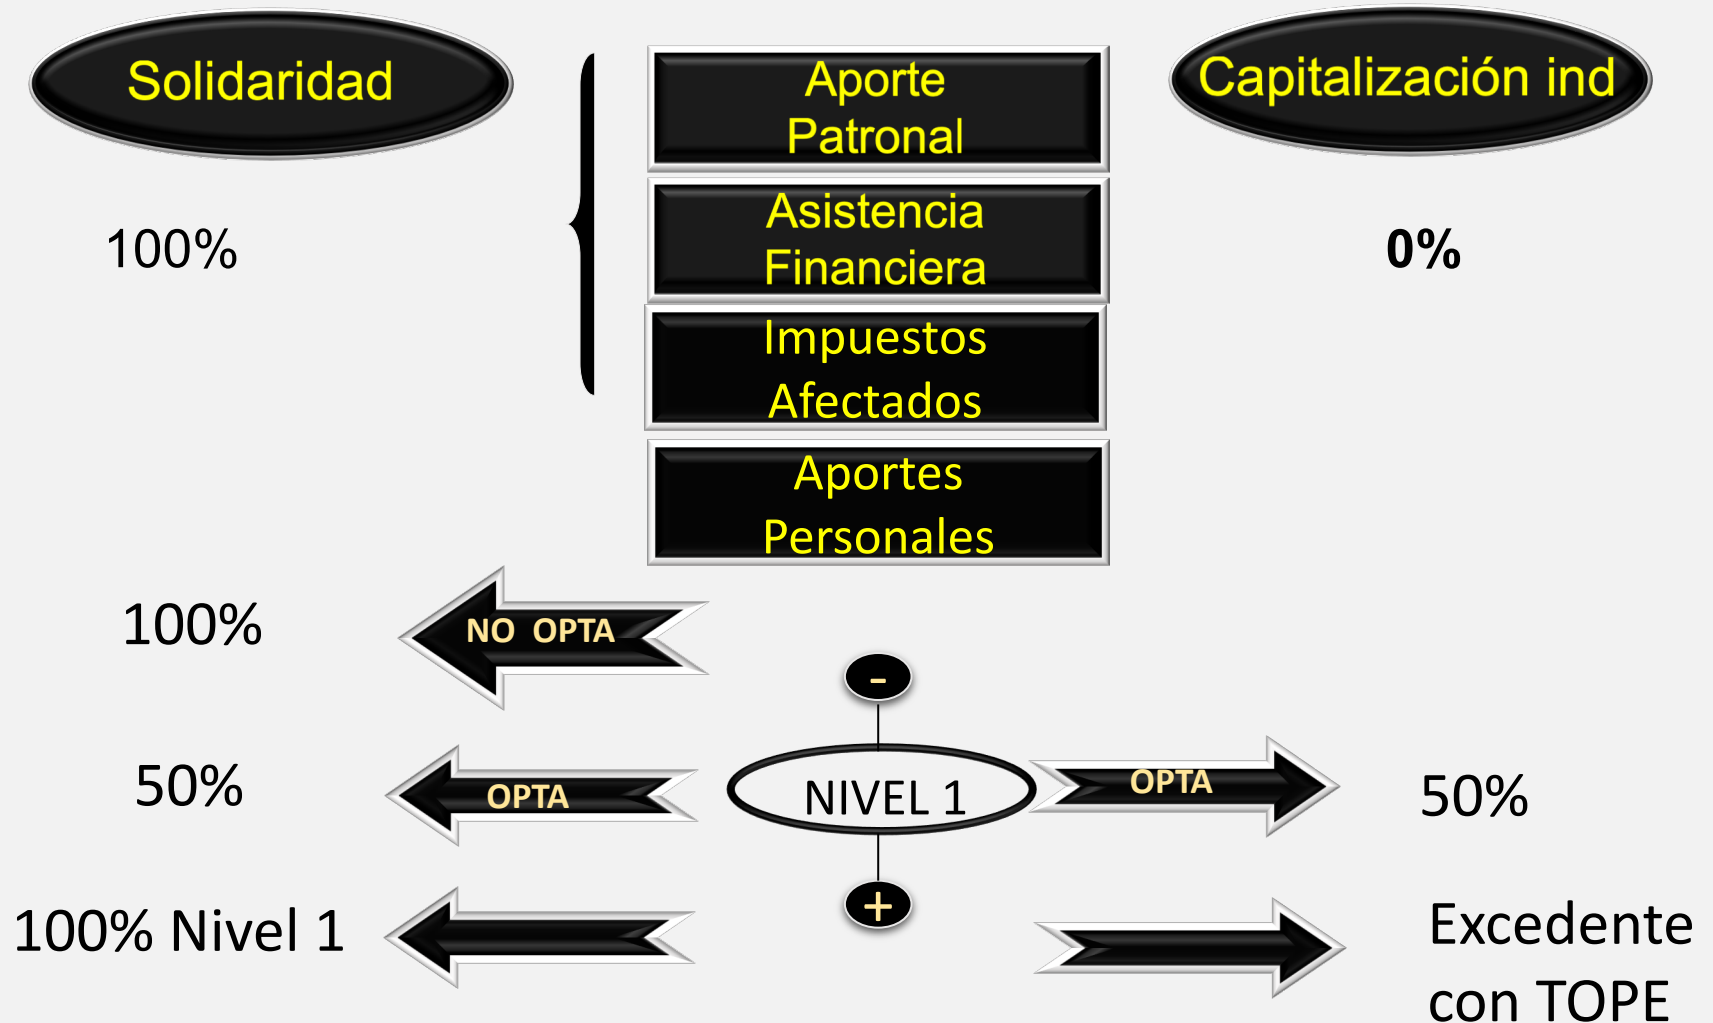 Solidaridad
Aporte
Patronal
Capitalización ind
100%
Asistencia
Financiera
0%
Impuestos
Afectados
Aportes
Personales
100%
NO OPTA
-
50%
OPTA
NIVEL 1
OPTA
50%
+
100% Nivel 1
Excedente
con TOPE